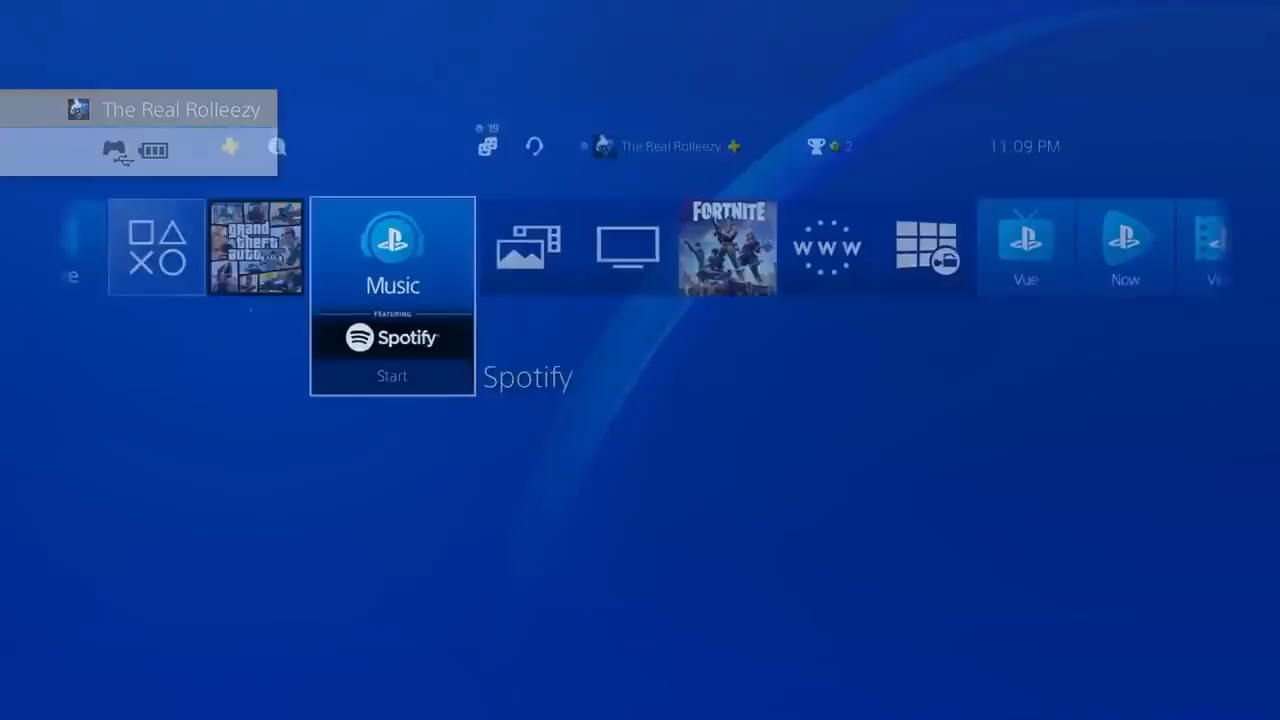 The Real Rolleezy
19
The Real Rolleezy
2
11:09 PM
e
grand
theft
auto
Music
FEATURING
Spotify
Start
Spotify
FORTNITE
WWW
Vue
Now